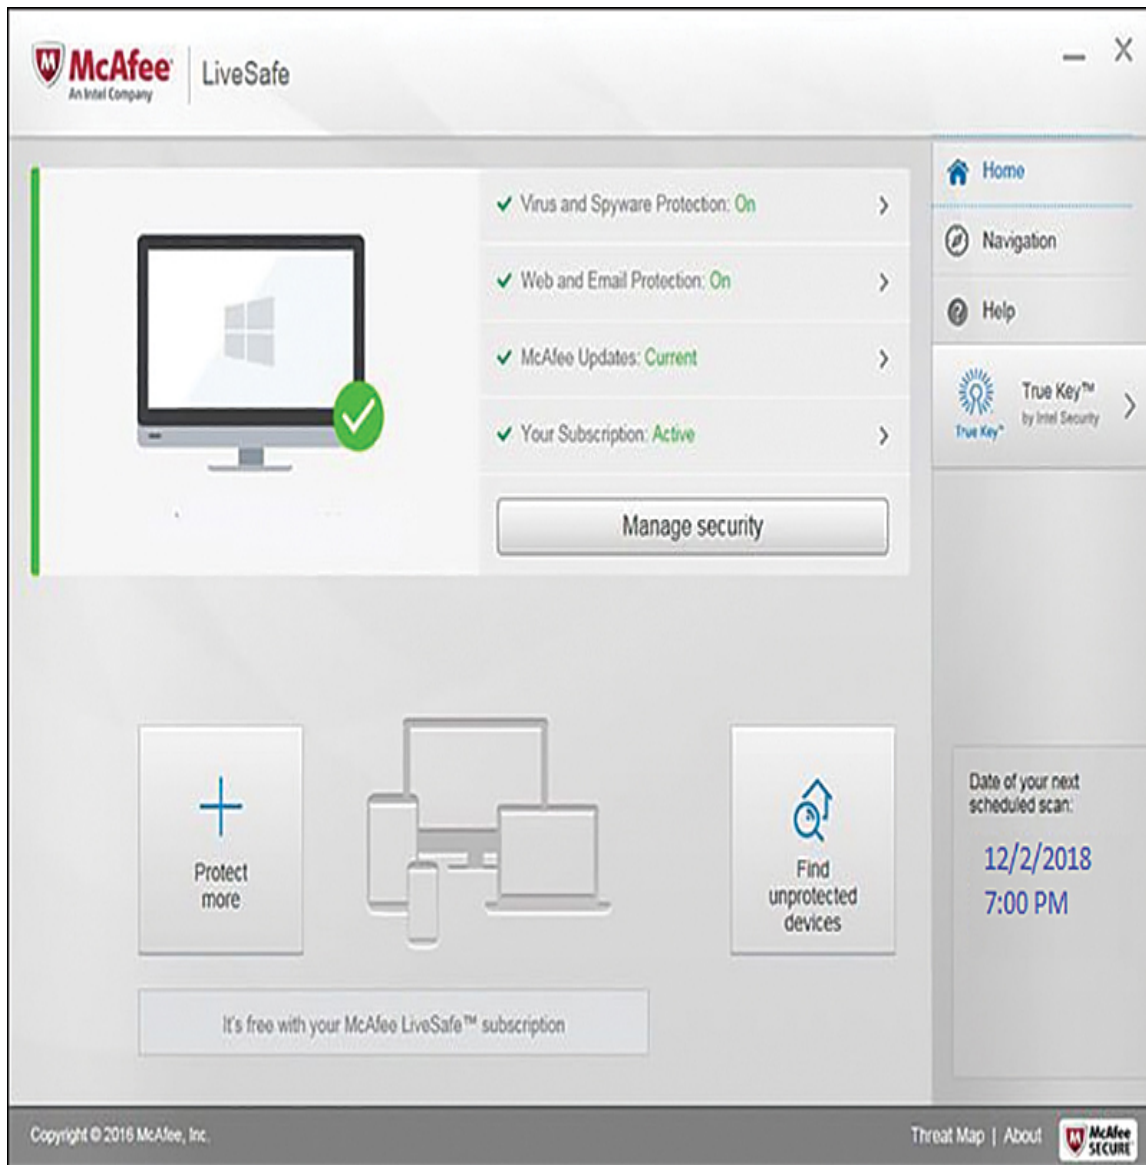 McAfee
An Intel Company
LiveSafe
Virus and Spyware Protection: On
Web and Email Protection: On
McAfee Updates: Current
Your Subscription: Active
Manage security
Home
Navigation
Help
True Key™
True Key™
by Intel Security
Protect
more
Find
unprotected
devices
It's free with your McAfee LiveSafe™ subscription
Date of your next
scheduled scan:
12/2/2018
7:00 PM
Copyright © 2016 McAfee, Inc.
Threat Map | About
McAfee
SECURE